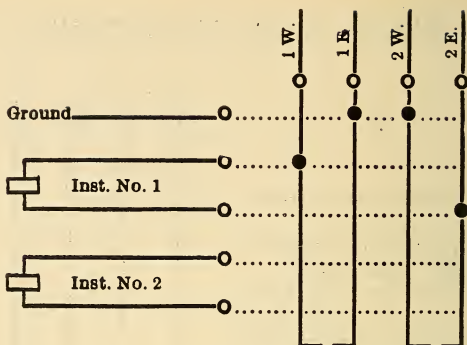 1 W.
1 E.
2 W.
2 E.
Ground
Inst. No. 1
Inst. No. 2